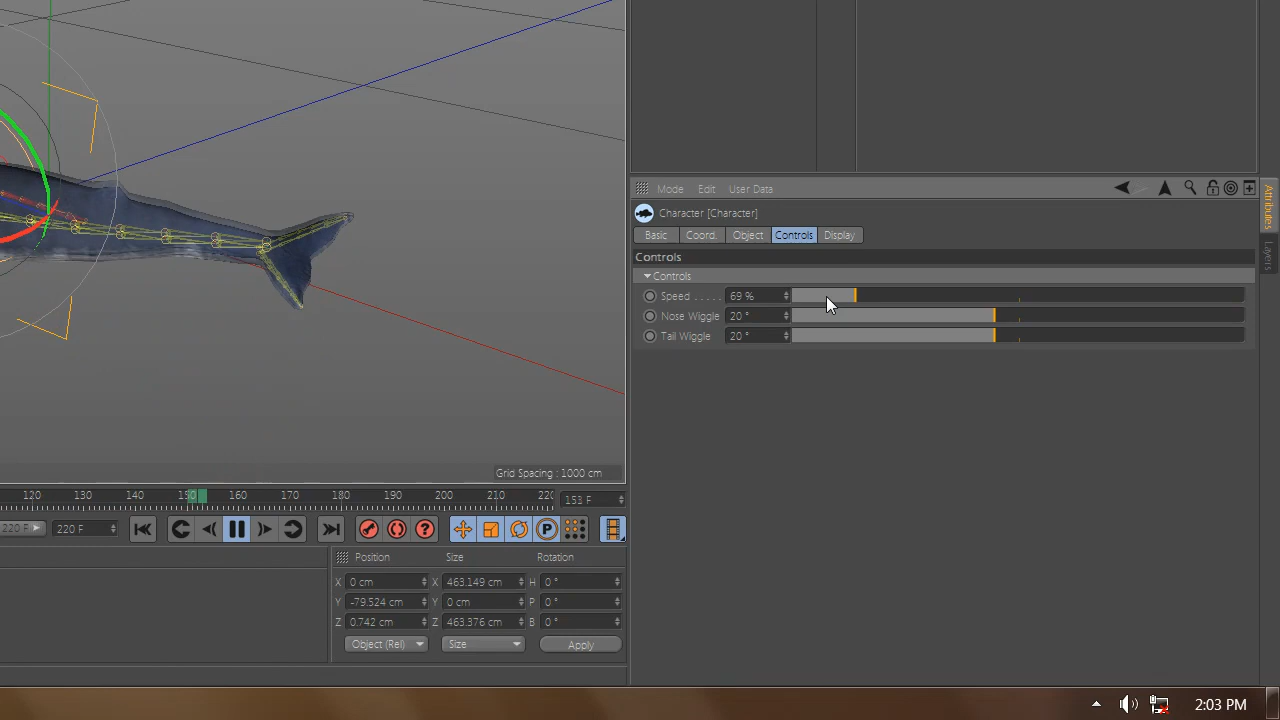 Mode Edit User Data
Attributes
Layers
Character [Character]
Basic Coord. Object Controls Display
Controls
Controls
Speed . . . . . 69 %
Nose Wiggle 20 °
Tail Wiggle 20 °
Grid Spacing : 1000 cm
120 130 140 150 160 170 180 190 200 210 220 153 F
220 F 220 F
Position Size Rotation
X 0 cm X 463.149 cm H 0 °
Y -79.524 cm Y 0 cm P 0 °
Z 0.742 cm Z 463.376 cm B 0 °
Object (Rel) Size Apply
2:03 PM